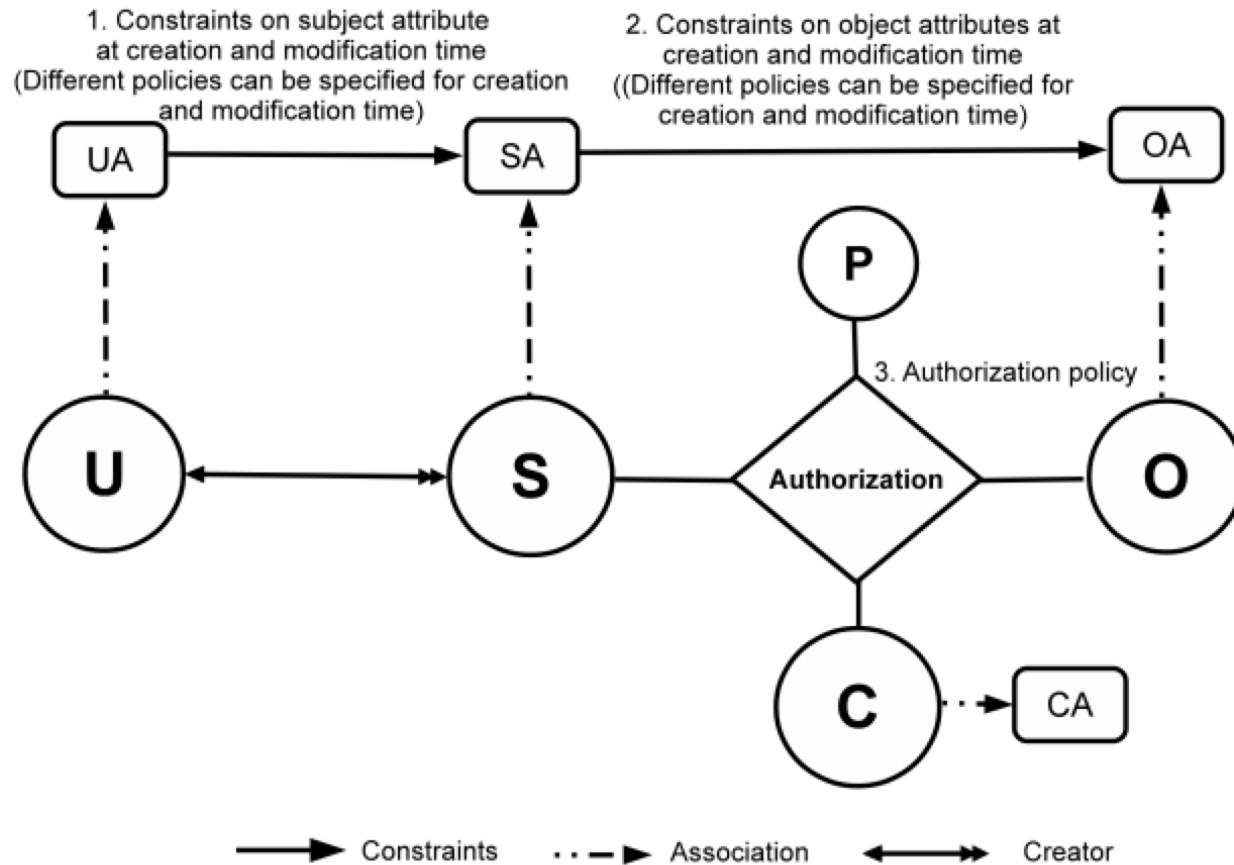 1. Constraints on subject attribute
at creation and modification time
(Different policies can be specified for creation
and modification time)
2. Constraints on object attributes at
creation and modification time
((Different policies can be specified for
creation and modification time)
UA
SA
OA
P
3. Authorization policy
U
S
Authorization
O
C
CA
Constraints
Association
Creator